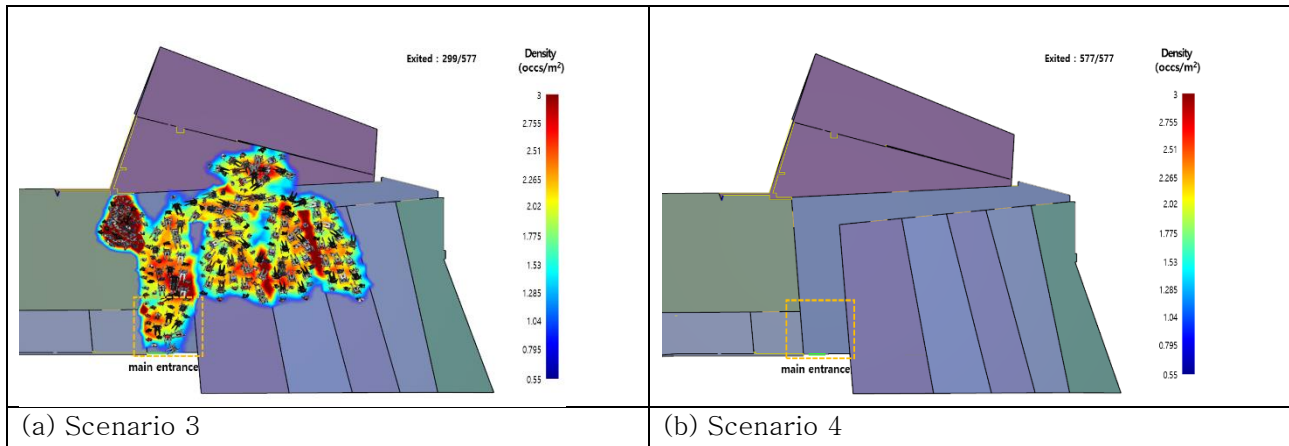 Exited : 299/577
Density
(occs/m²)
3
2.755
2.51
2.265
2.02
1.775
1.53
1.285
1.04
0.795
0.55
main entrance
(a) Scenario 3
Exited : 577/577
Density
(occs/m²)
3
2.755
2.51
2.265
2.02
1.775
1.53
1.285
1.04
0.795
0.55
main entrance
(b) Scenario 4